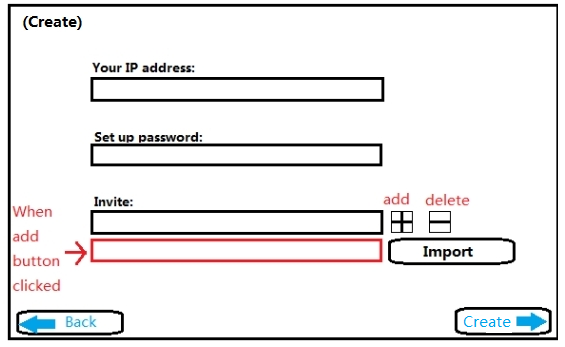 (Create)
Your IP address:
Set up password:
Invite:
add delete
When
add
button
clicked
Import
Back
Create